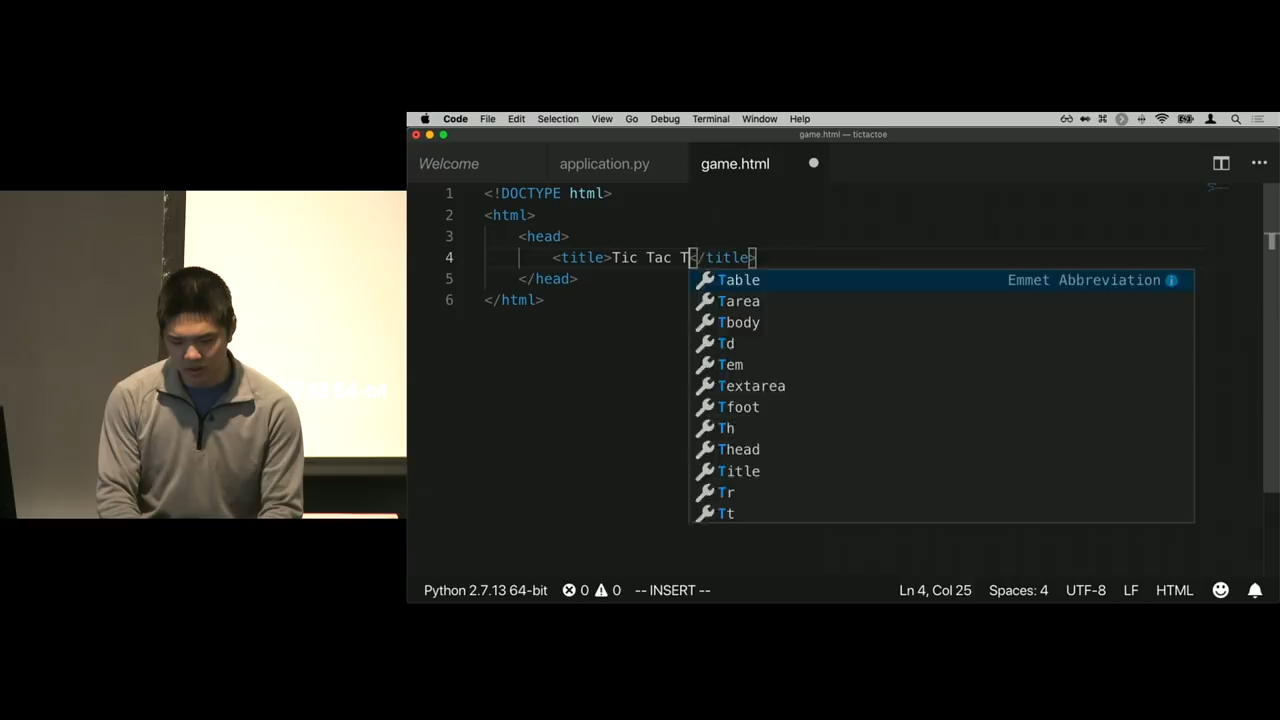 Code File Edit Selection View Go Debug Terminal Window Help
game.html — tictactoe
Welcome application.py game.html
1 <!DOCTYPE html>
2 <html>
3 <head>
4 <title>Tic Tac T</title>
5 </head>
6 </html>
Table Emmet Abbreviation
Tarea
Tbody
Td
Tem
Textarea
Tfoot
Th
Thead
Title
Tr
Tt
Python 2.7.13 64-bit 0 0 -- INSERT -- Ln 4, Col 25 Spaces: 4 UTF-8 LF HTML